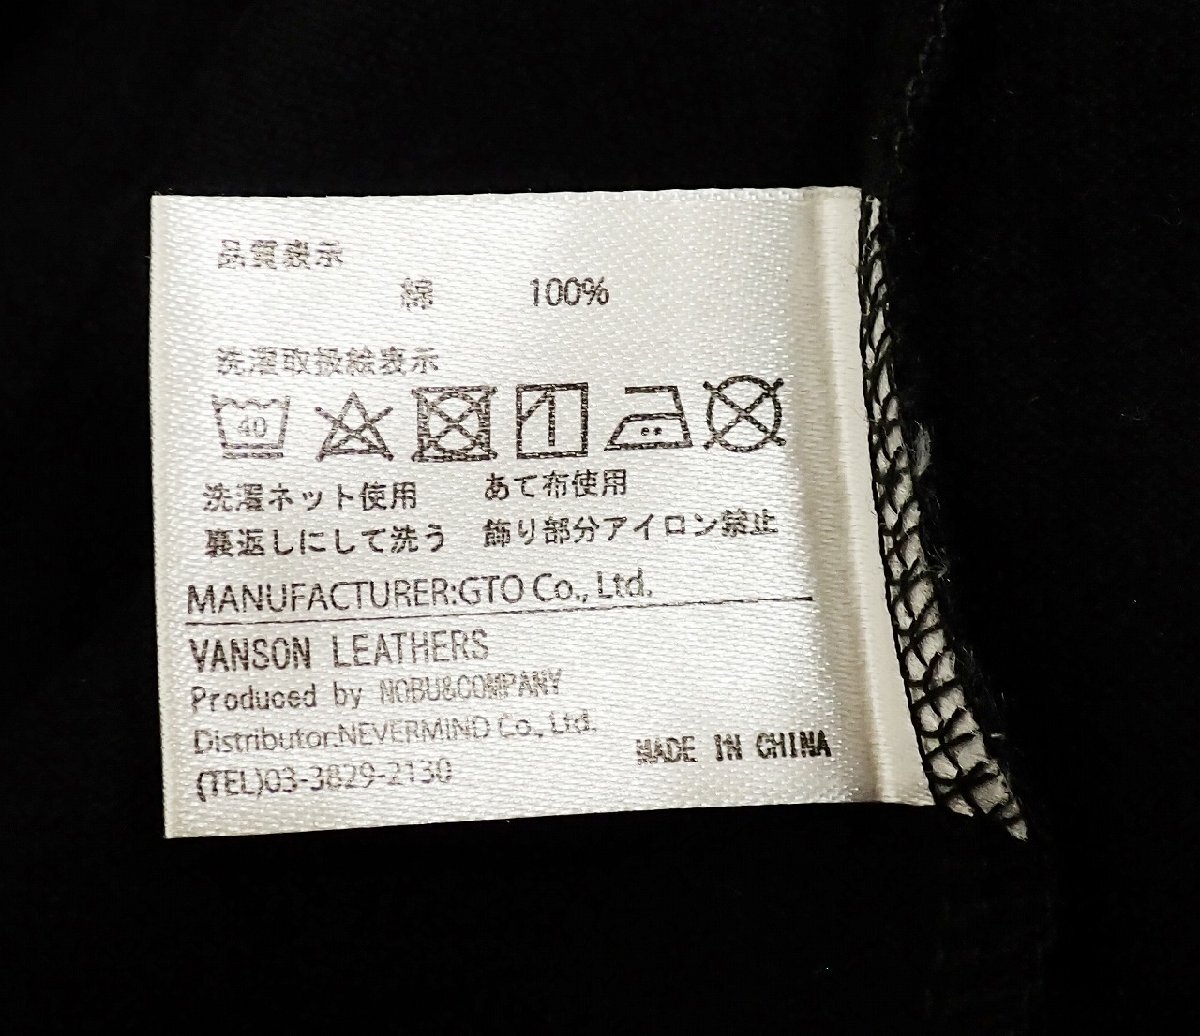 品質表示
綿 100%
洗濯取扱絵表示
40
洗濯ネット使用 あて布使用
裏返しにして洗う 飾り部分アイロン禁止
MANUFACTURER:GTO Co., Ltd.
VANSON LEATHERS
Produced by NOBU&COMPANY
Distributor:NEVERMIND Co., Ltd.
(TEL)03-3829-2130
MADE IN CHINA